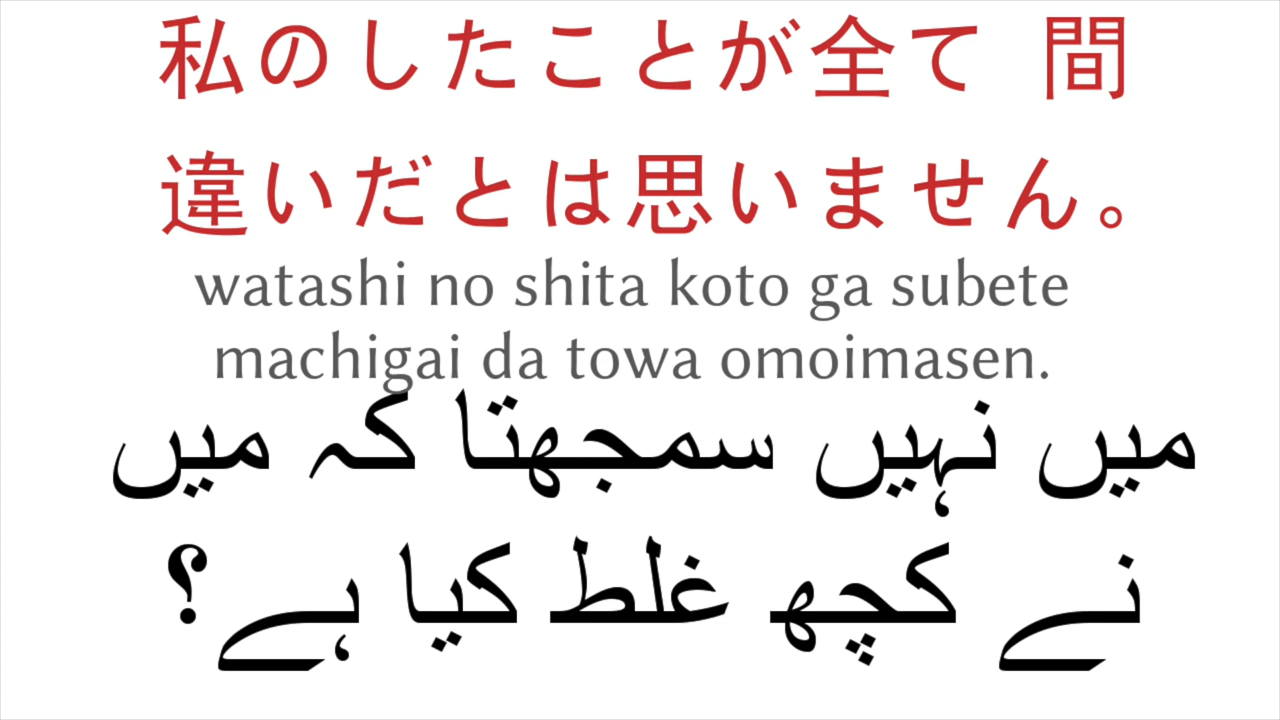 私のしたことが全て 間
違いだとは思いません。
watashi no shita koto ga subete
machigai da towa omoimasen.
میں نہیں سمجھتا کہ میں
نے کچھ غلط کیا ہے؟